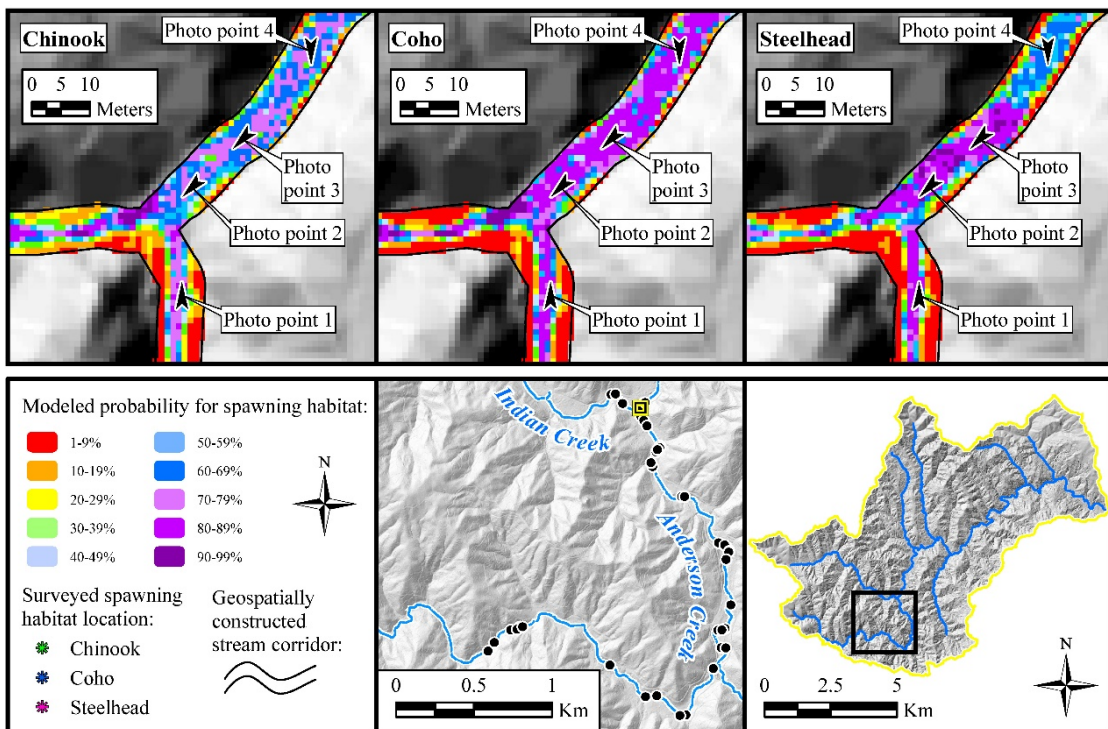 Chinook
Photo point 4
0 5 10
Meters
Photo
point 3
Photo point 2
Photo point 1
Coho
Photo point 4
0 5 10
Meters
Photo
point 3
Photo point 2
Photo point 1
Steelhead
Photo point 4
0 5 10
Meters
Photo
point 3
Photo point 2
Photo point 1
Modeled probability for spawning habitat:
1-9%
50-59%
10-19%
60-69%
20-29%
70-79%
30-39%
80-89%
40-49%
90-99%
N
Surveyed spawning
habitat location:
Chinook
Coho
Steelhead
Geospatially
constructed
stream corridor:
Indian Creek
Anderson Creek
0 0.5 1
Km
0 2.5 5
Km
N